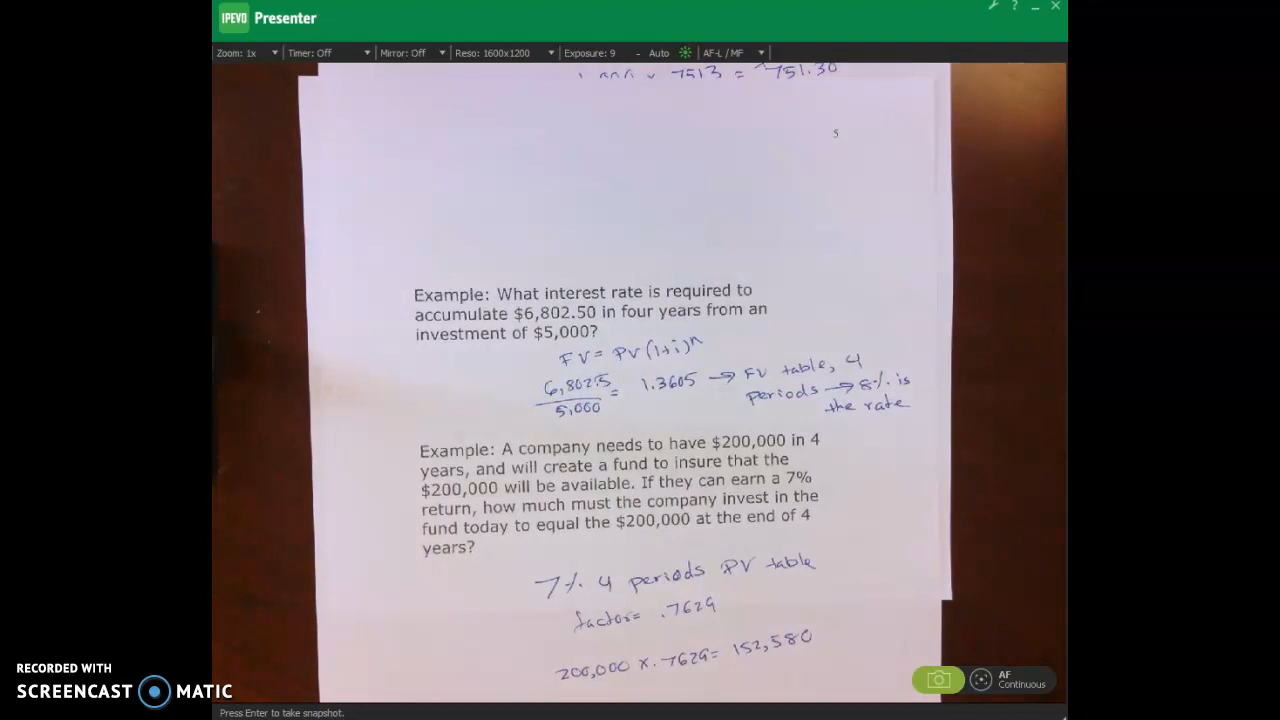 IPEVO Presenter
Zoom: 1x Timer: Off Mirror: Off Reso: 1600x1200 Exposure: 9 - Auto AF-L / MF
7513 = 751.30
5
Example: What interest rate is required to
accumulate $6,802.50 in four years from an
investment of $5,000?
FV = PV(1+i)^n
6,802.5
5,000
= 1.3605 → FV table, 4
periods → 8% is
the rate
Example: A company needs to have $200,000 in 4
years, and will create a fund to insure that the
$200,000 will be available. If they can earn a 7%
return, how much must the company invest in the
fund today to equal the $200,000 at the end of 4
years?
7% 4 periods PV table
factor= .7629
200,000 x .7629= 152,580
AF
Continuous
RECORDED WITH
SCREENCAST MATIC
Press Enter to take snapshot.